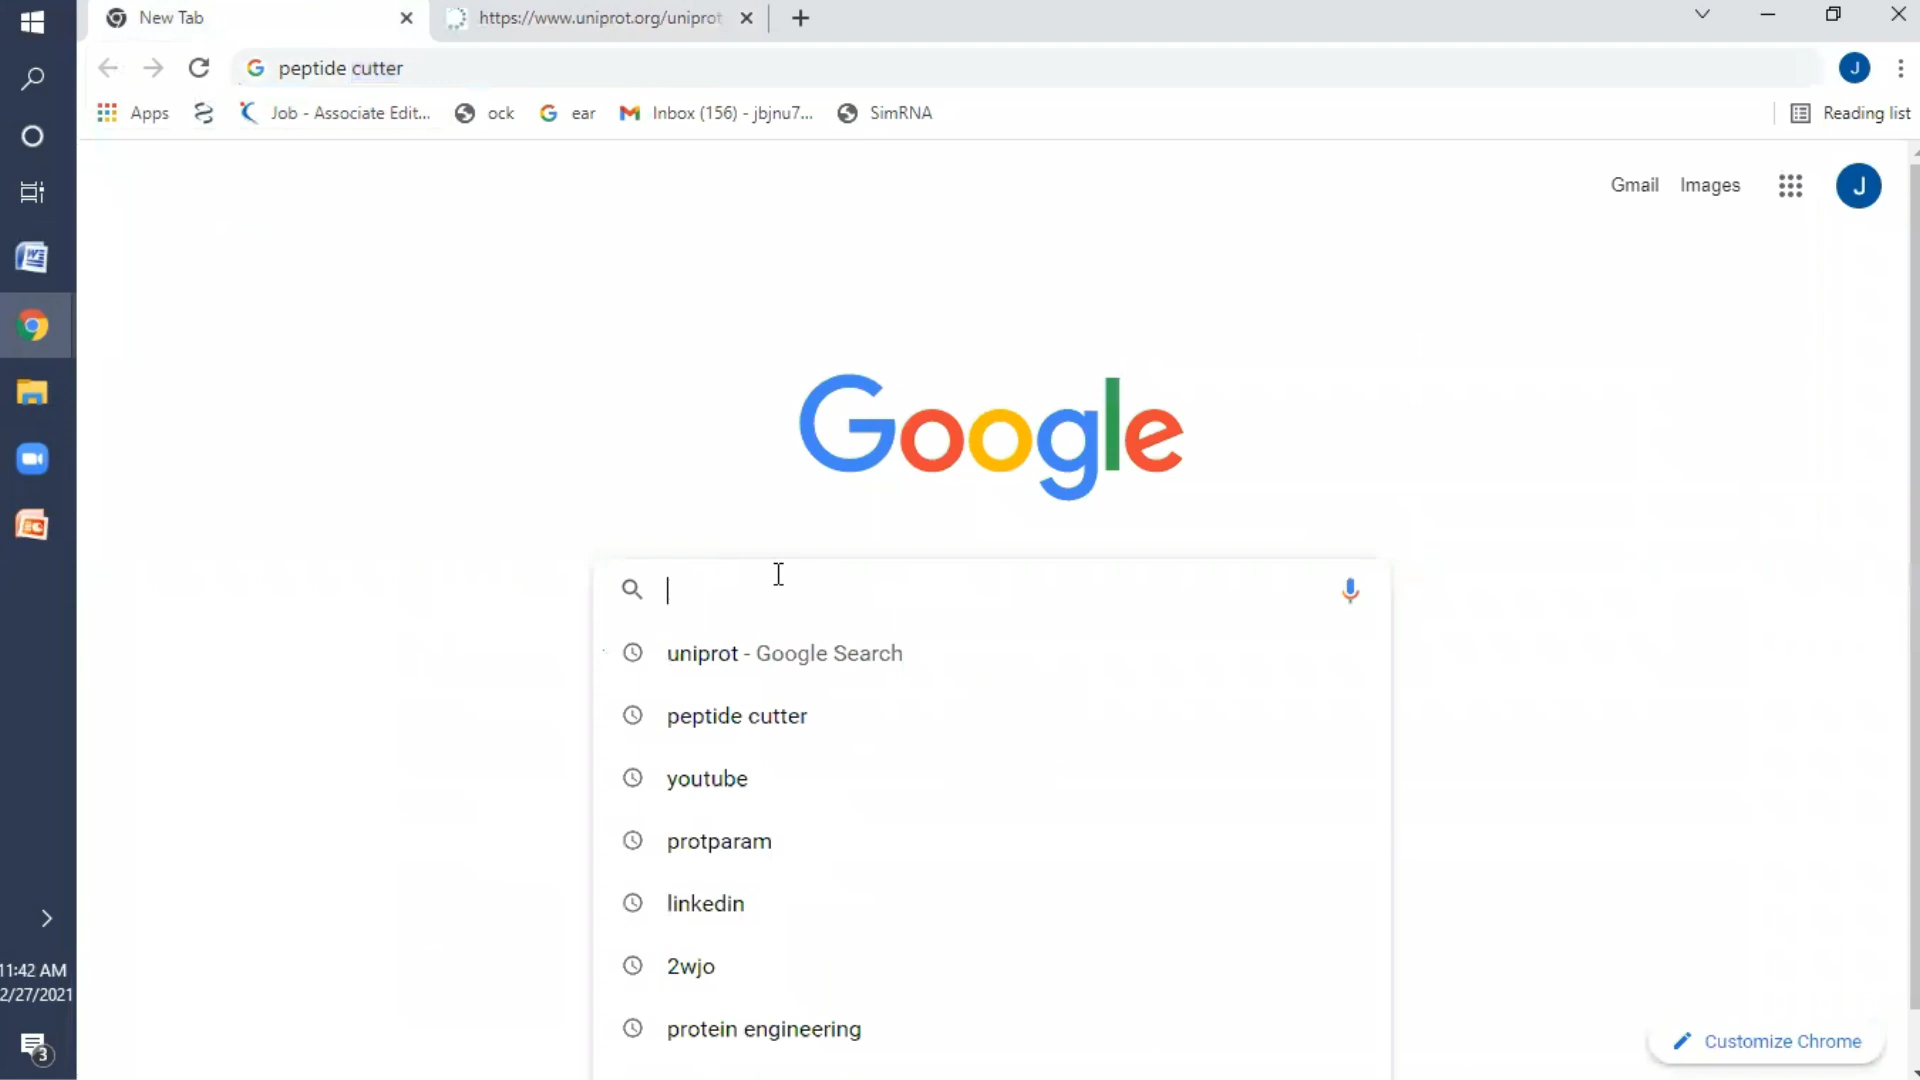 New Tab
https://www.uniprot.org/uniprot
peptide cutter
J
Apps
Job - Associate Edit...
ock
ear
Inbox (156) - jbjnu7...
SimRNA
Reading list
Gmail
Images
J
Google
uniprot - Google Search
peptide cutter
youtube
protparam
linkedin
2wjo
protein engineering
11:42 AM
2/27/2021
3
Customize Chrome